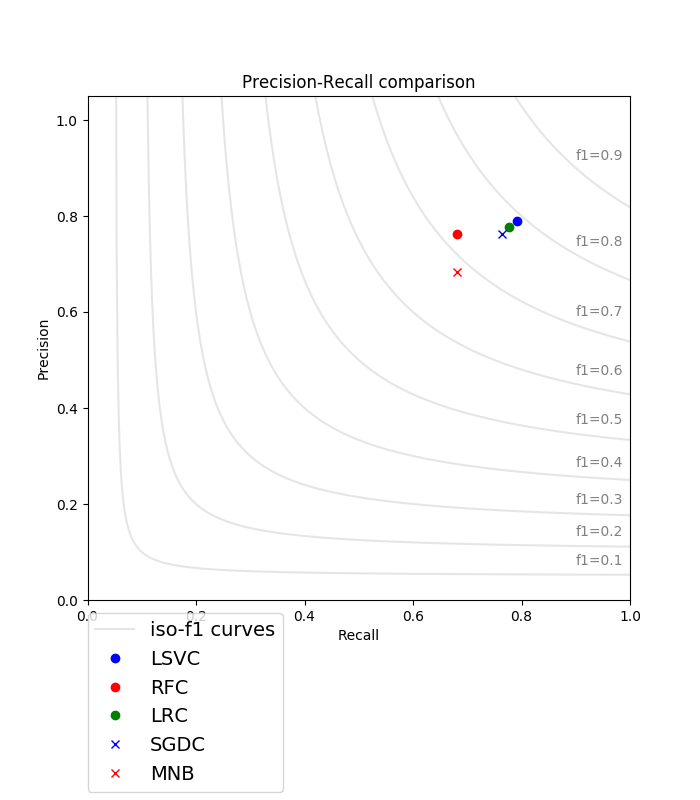 Precision-Recall comparison
1.0
0.8
0.6
0.4
0.2
0.0
Precision
f1=0.9
f1=0.8
f1=0.7
f1=0.6
f1=0.5
f1=0.4
f1=0.3
f1=0.2
f1=0.1
0.0 0.2 0.4 0.6 0.8 1.0
Recall
iso-f1 curves
LSVC
RFC
LRC
SGDC
MNB